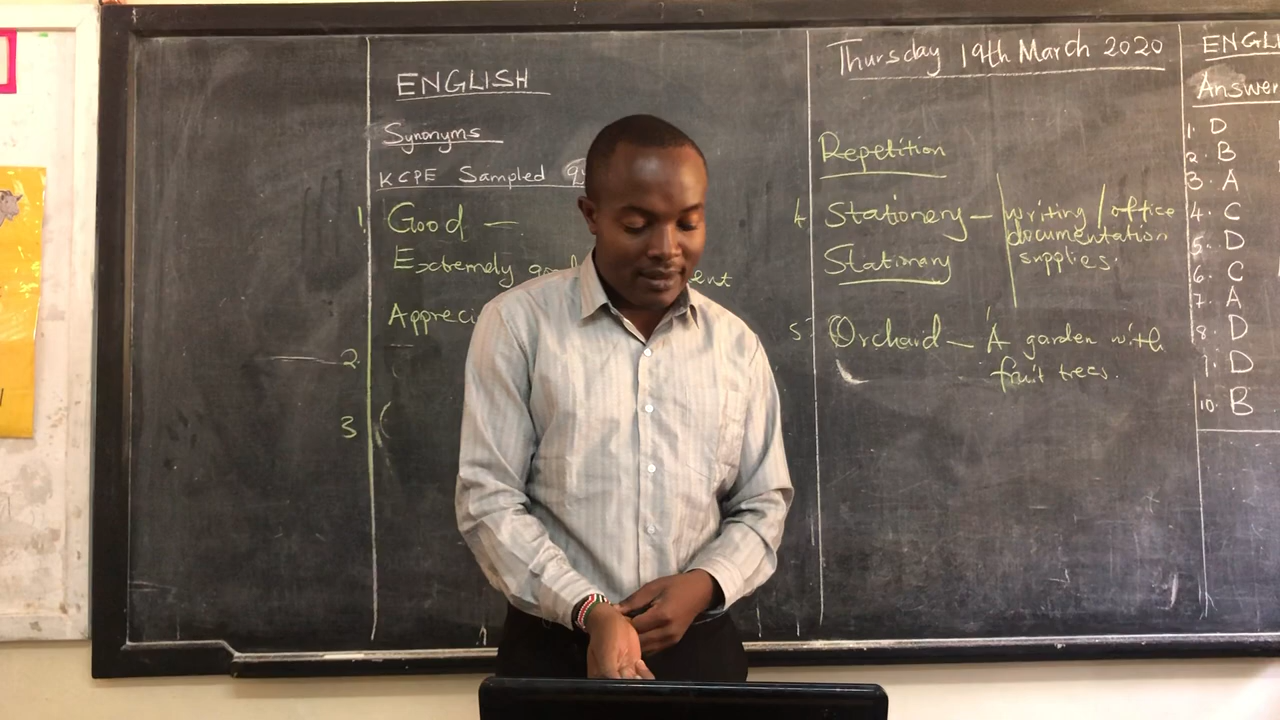 ENGLISH
Synonyms
KCPE Sampled
1. Good —
Extremely
Appreci
2.
3
Thursday 19th March 2020
Repetition
4 Stationery — writing / office
documentation
supplies.
Stationary
5 Orchard — A garden with
fruit trees.
ENGLI
Answer
1. D
2. B
3. A
4. C
5. D
6. C
7. A
8. D
9. D
10. B